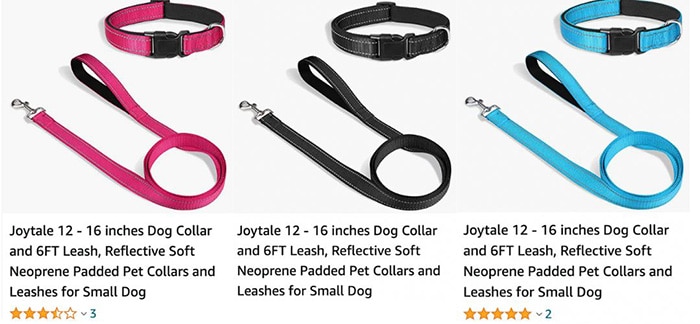 Joytale 12 - 16 inches Dog Collar
and 6FT Leash, Reflective Soft
Neoprene Padded Pet Collars and
Leashes for Small Dog
3
Joytale 12 - 16 inches Dog Collar
and 6FT Leash, Reflective Soft
Neoprene Padded Pet Collars and
Leashes for Small Dog
Joytale 12 - 16 inches Dog Collar
and 6FT Leash, Reflective Soft
Neoprene Padded Pet Collars and
Leashes for Small Dog
2